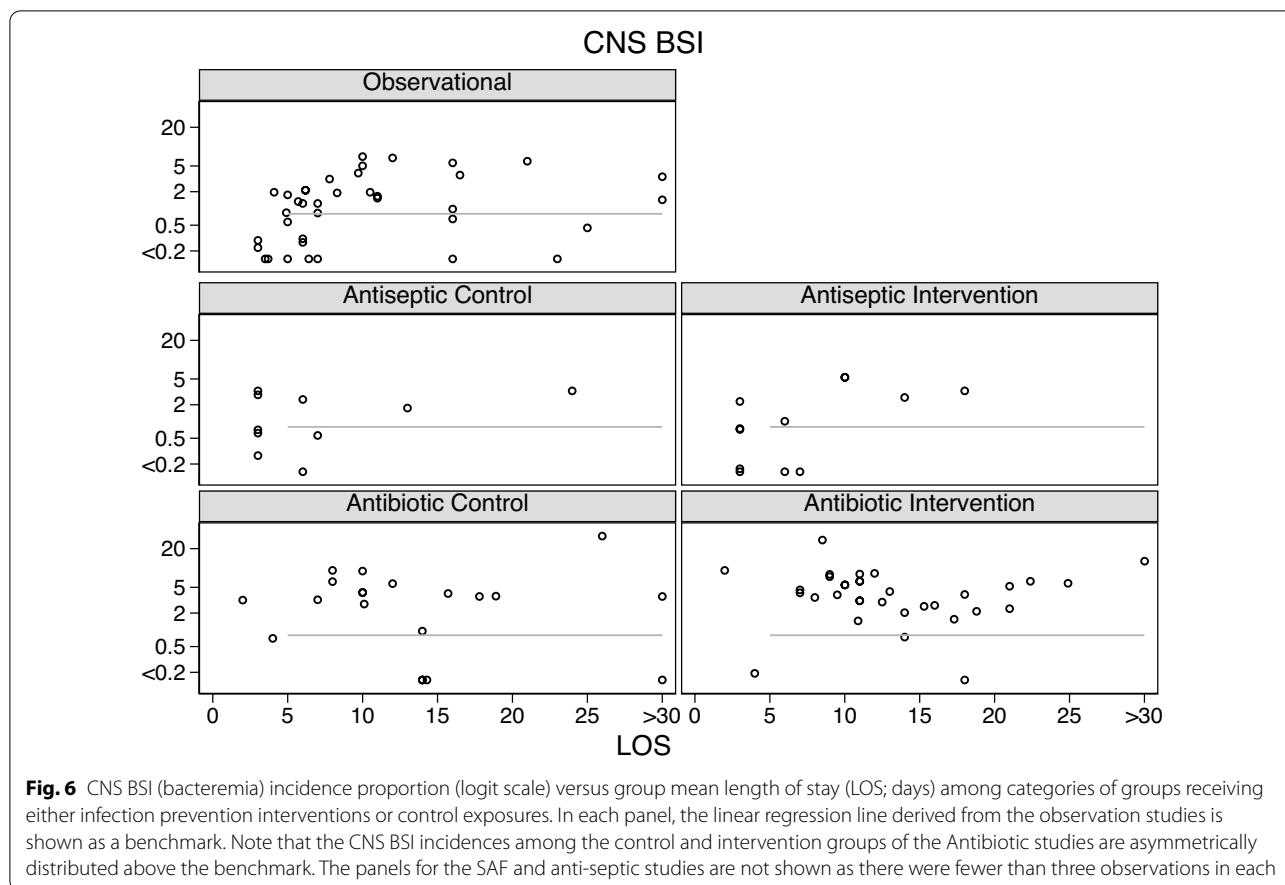 CNS BSI
Observational
20
5
2
0.5
<0.2
Antiseptic Control
Antiseptic Intervention
20
5
2
0.5
<0.2
Antibiotic Control
Antibiotic Intervention
20
5
2
0.5
<0.2
0 5 10 15 20 25 >30 0 5 10 15 20 25 >30
LOS
Fig. 6 CNS BSI (bacteremia) incidence proportion (logit scale) versus group mean length of stay (LOS; days) among categories of groups receiving
either infection prevention interventions or control exposures. In each panel, the linear regression line derived from the observation studies is
shown as a benchmark. Note that the CNS BSI incidences among the control and intervention groups of the Antibiotic studies are asymmetrically
distributed above the benchmark. The panels for the SAF and anti-septic studies are not shown as there were fewer than three observations in each